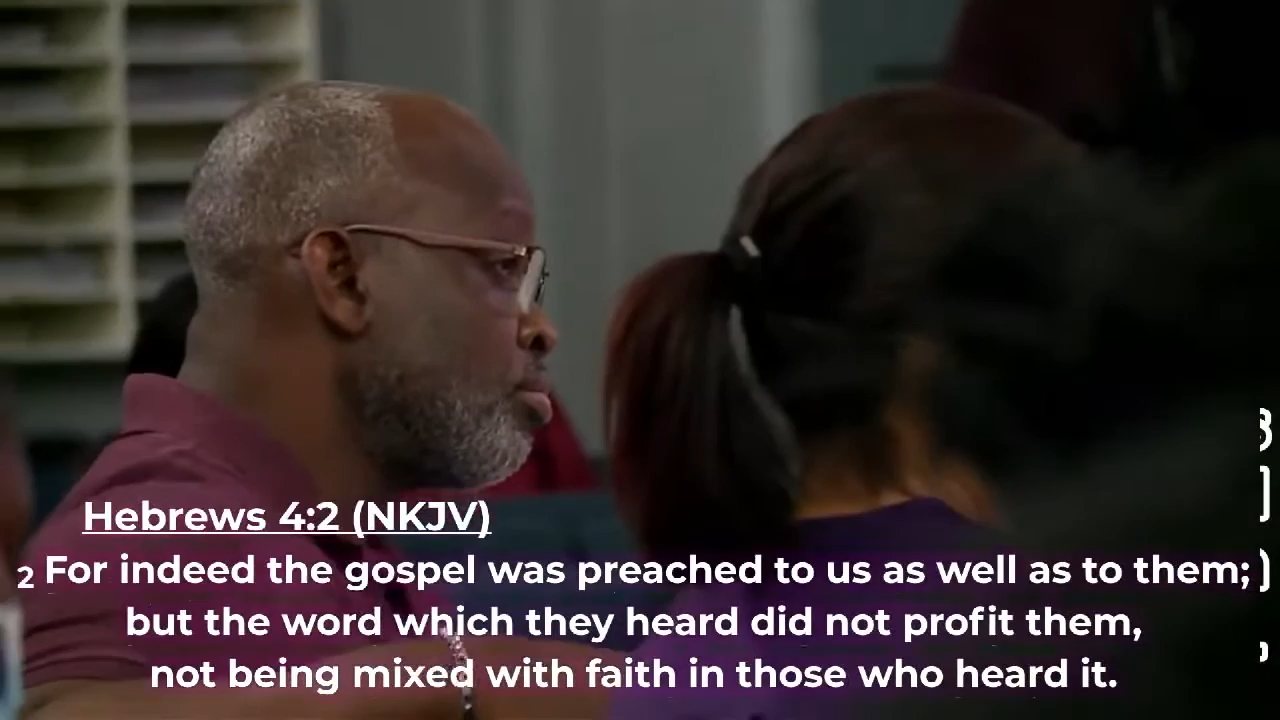 Hebrews 4:2 (NKJV)
2 For indeed the gospel was preached to us as well as to them;
but the word which they heard did not profit them,
not being mixed with faith in those who heard it.